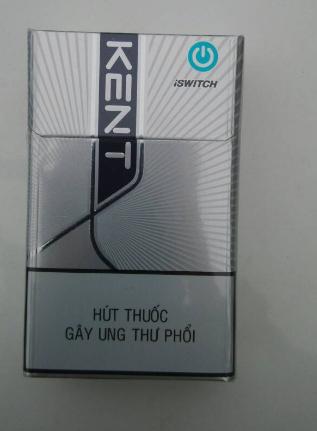 KENT
iSWITCH
HÚT THUỐC
GÂY UNG THƯ PHỔI